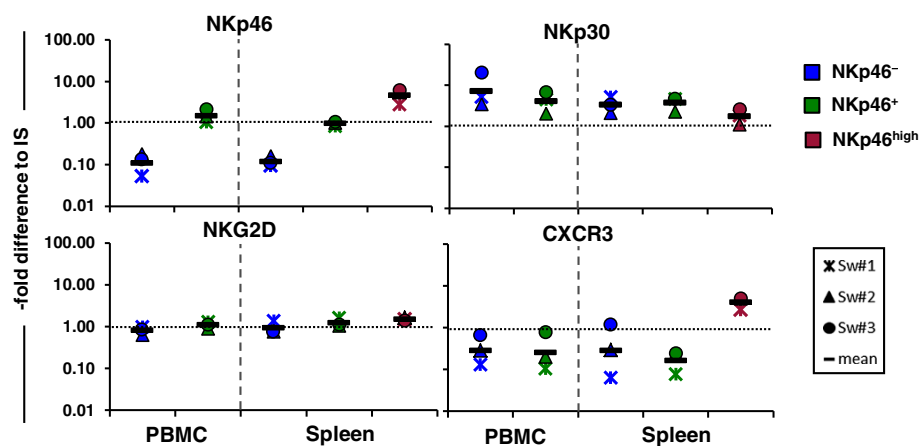 -fold difference to IS
NKp46
100.00
10.00
1.00
0.10
0.01
NKp30
NKG2D
100.00
10.00
1.00
0.10
0.01
PBMC
Spleen
CXCR3
PBMC
Spleen
NKp46⁻
NKp46⁺
NKp46ʰⁱᵍʰ
Sw#1
Sw#2
Sw#3
mean